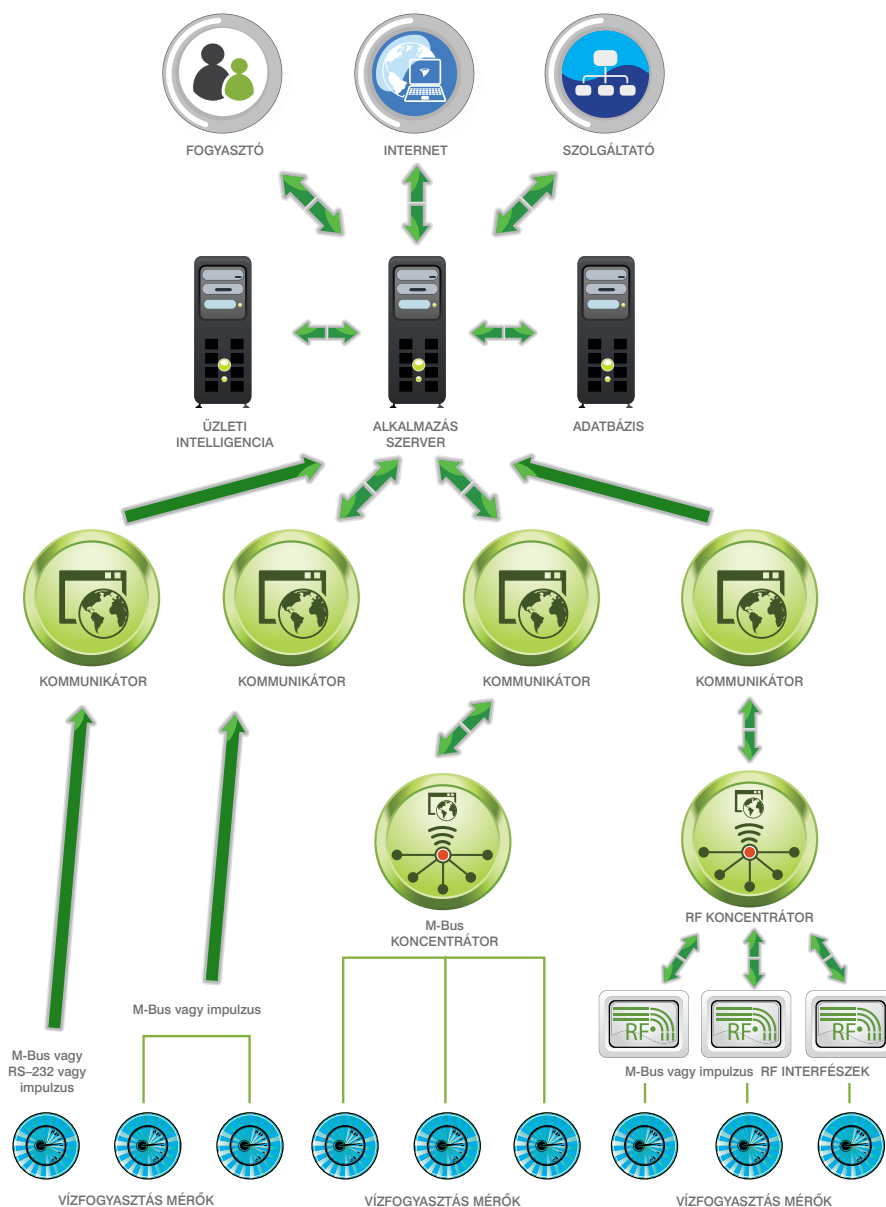 FOGYASZTÓ
INTERNET
SZOLGÁLTATÓ
ÜZLETI
INTELLIGENCIA
ALKALMAZÁS
SZERVER
ADATBÁZIS
KOMMUNIKÁTOR
KOMMUNIKÁTOR
KOMMUNIKÁTOR
KOMMUNIKÁTOR
M-Bus
KONCENTRÁTOR
RF KONCENTRÁTOR
M-Bus vagy impulzus
RF
RF
RF
M-Bus vagy
RS–232 vagy
impulzus
M-Bus vagy impulzus
RF INTERFÉSZEK
VÍZFOGYASZTÁS MÉRŐK
VÍZFOGYASZTÁS MÉRŐK
VÍZFOGYASZTÁS MÉRŐK